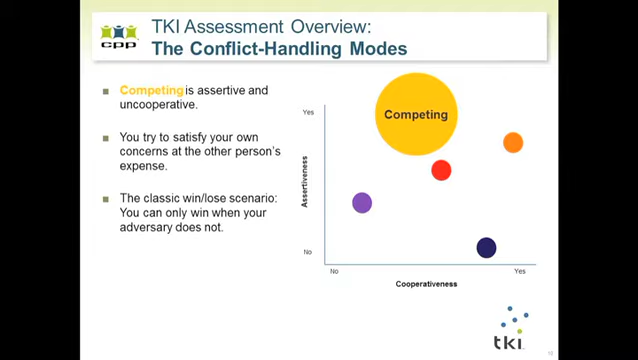 TKI Assessment Overview:
The Conflict-Handling Modes
cpp
Competing is assertive and
uncooperative.
You try to satisfy your own
concerns at the other person's
expense.
The classic win/lose scenario:
You can only win when your
adversary does not.
Competing
Yes
Assertiveness
No
No
Yes
Cooperativeness
tki